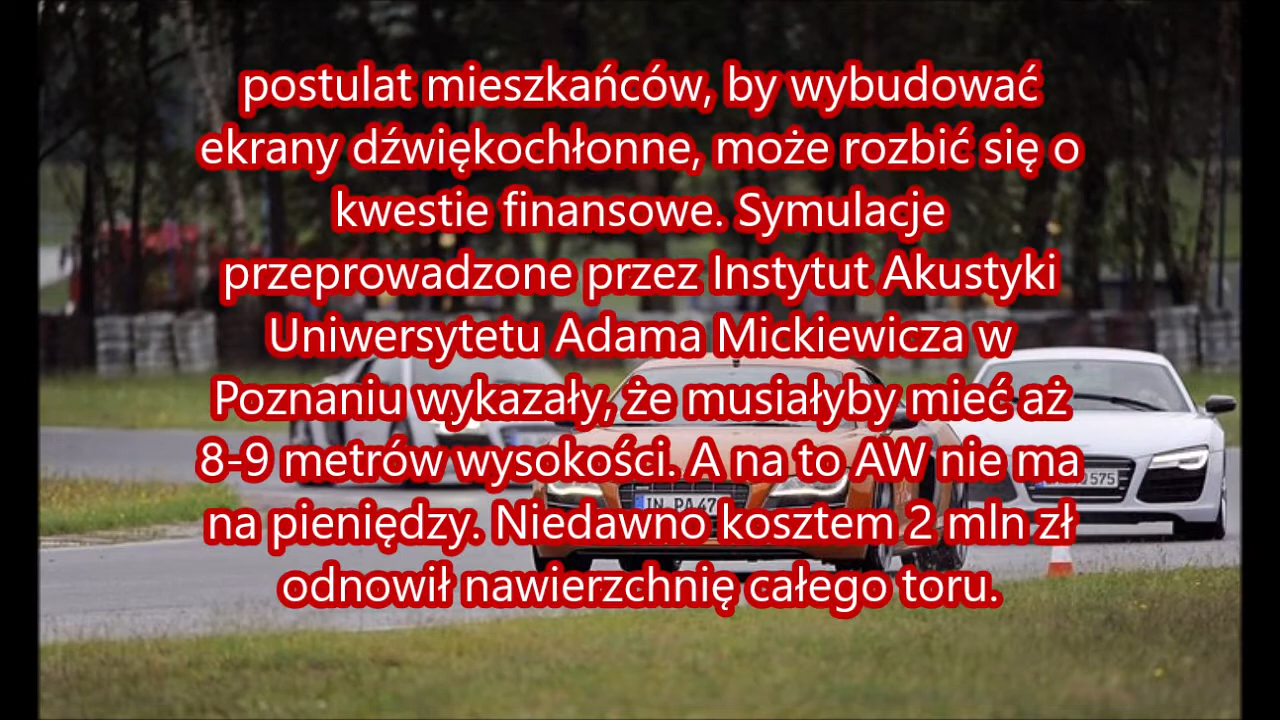 postulat mieszkańców, by wybudować
ekrany dźwiękochłonne, może rozbić się o
kwestie finansowe. Symulacje
przeprowadzone przez Instytut Akustyki
Uniwersytetu Adama Mickiewicza w
Poznaniu wykazały, że musiałyby mieć aż
8-9 metrów wysokości. A na to AW nie ma
na pieniędzy. Niedawno kosztem 2 mln zł
odnowił nawierzchnię całego toru.